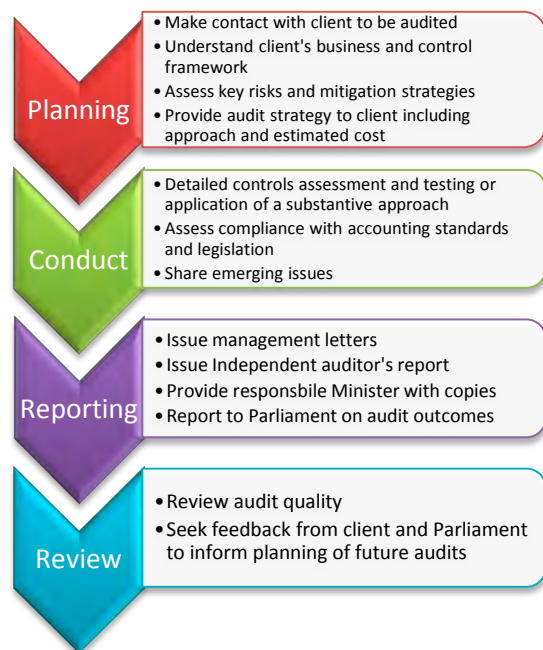 Planning
• Make contact with client to be audited
• Understand client's business and control
framework
• Assess key risks and mitigation strategies
• Provide audit strategy to client including
approach and estimated cost
Conduct
• Detailed controls assessment and testing or
application of a substantive approach
• Assess compliance with accounting standards
and legislation
• Share emerging issues
Reporting
• Issue management letters
• Issue Independent auditor's report
• Provide responsbile Minister with copies
• Report to Parliament on audit outcomes
Review
• Review audit quality
• Seek feedback from client and Parliament
to inform planning of future audits